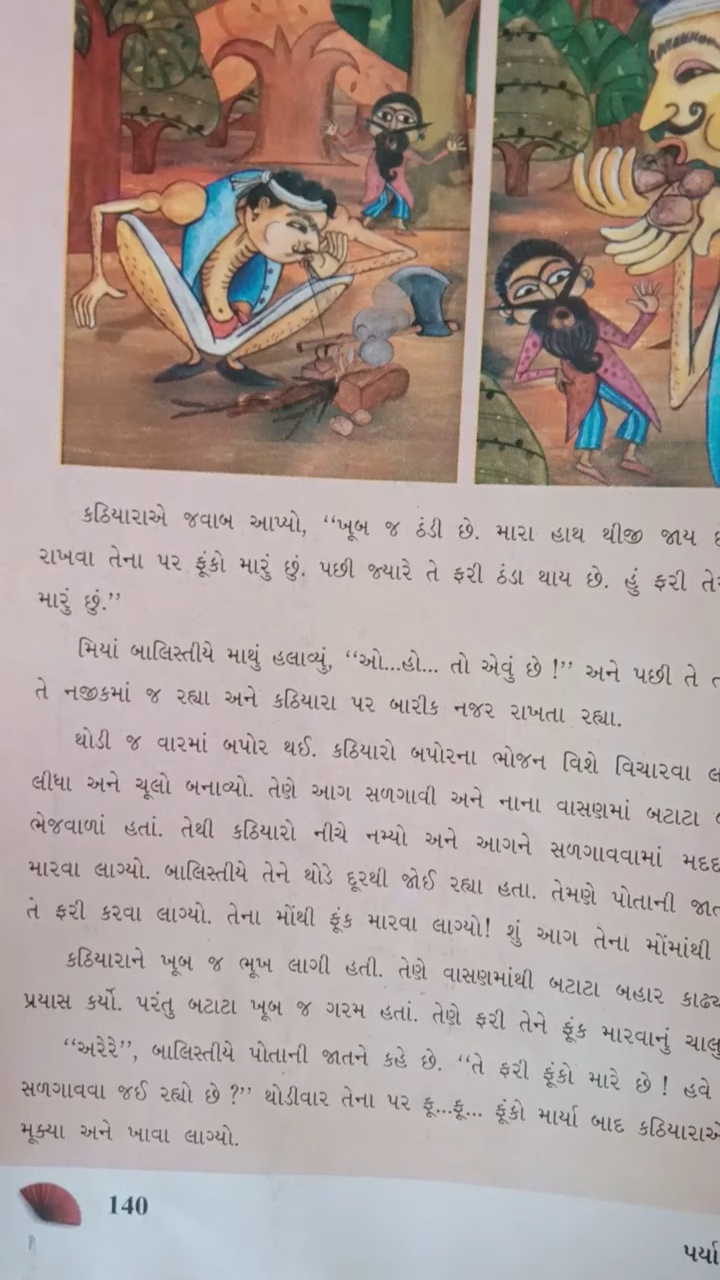 કઠિયારાએ જવાબ આપ્યો, “ખૂબ જ ઠંડી છે. મારા હાથ થીજી જાય
રાખવા તેના પર ફૂંકો મારું છું. પછી જ્યારે તે ફરી ઠંડા થાય છે. હું ફરી
મારું છું.”
મિયાં બાલિસ્તીયે માથું હલાવ્યું, “ઓ...હો... તો એવું છે !” અને પછી તે
તે નજીકમાં જ રહ્યા અને કઠિયારા પર બારીક નજર રાખતા રહ્યા.
થોડી જ વારમાં બપોર થઈ. કઠિયારો બપોરના ભોજન વિશે વિચારવા
લીધા અને ચૂલો બનાવ્યો. તેણે આગ સળગાવી અને નાના વાસણમાં બટાટા
ભેજવાળાં હતાં. તેથી કઠિયારો નીચે નમ્યો અને આગને સળગાવવામાં મદદ
મારવા લાગ્યો. બાલિસ્તીયે તેને થોડે દૂરથી જોઈ રહ્યા હતા. તેમણે પોતાની
તે ફરી કરવા લાગ્યો. તેના મોંથી ફૂંક મારવા લાગ્યો! શું આગ તેના મોંમાંથી
કઠિયારાને ખૂબ જ ભૂખ લાગી હતી. તેણે વાસણમાંથી બટાટા બહાર
પ્રયાસ કર્યો. પરંતુ બટાટા ખૂબ જ ગરમ હતાં. તેણે ફરી તેને ફૂંક મારવાનું
“અરેરે”, બાલિસ્તીયે પોતાની જાતને કહે છે. “તે ફરી ફૂંકો મારે છે ! હવે
સળગાવવા જઈ રહ્યો છે ?” થોડીવાર તેના પર ફૂ...ફૂ... ફૂંકો માર્યા બાદ કઠિયારાએ
મૂક્યા અને ખાવા લાગ્યો.
140